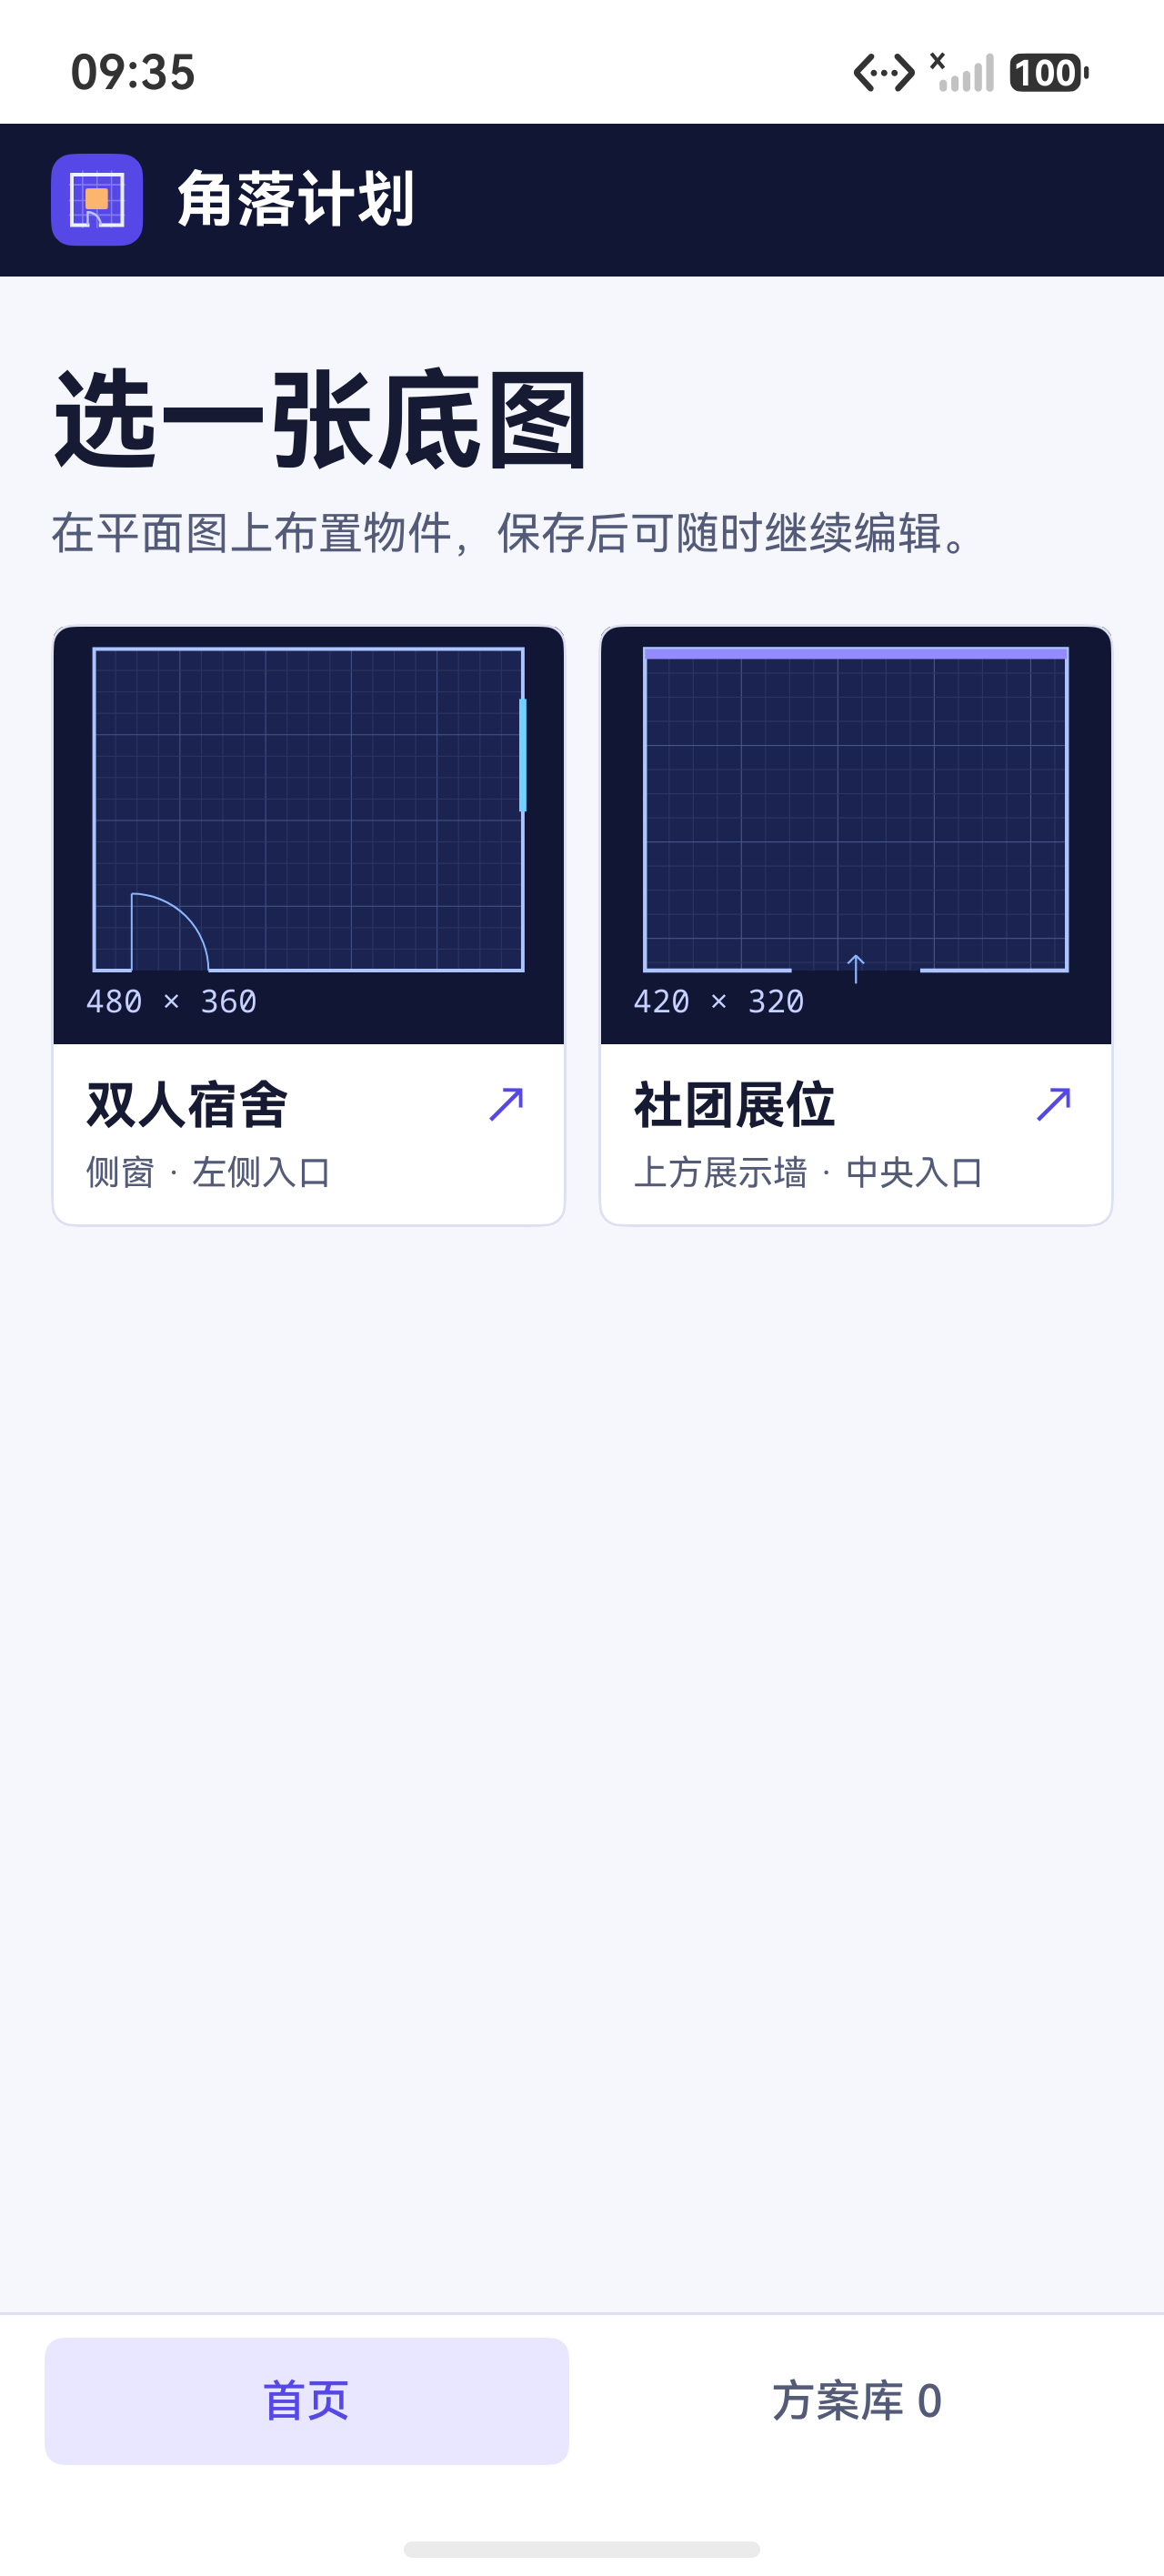 09:35
100
角落计划
选一张底图
在平面图上布置物件，保存后可随时继续编辑。
480 × 360
420 × 320
双人宿舍
社团展位
侧窗 · 左侧入口
上方展示墙 · 中央入口
首页
方案库 0